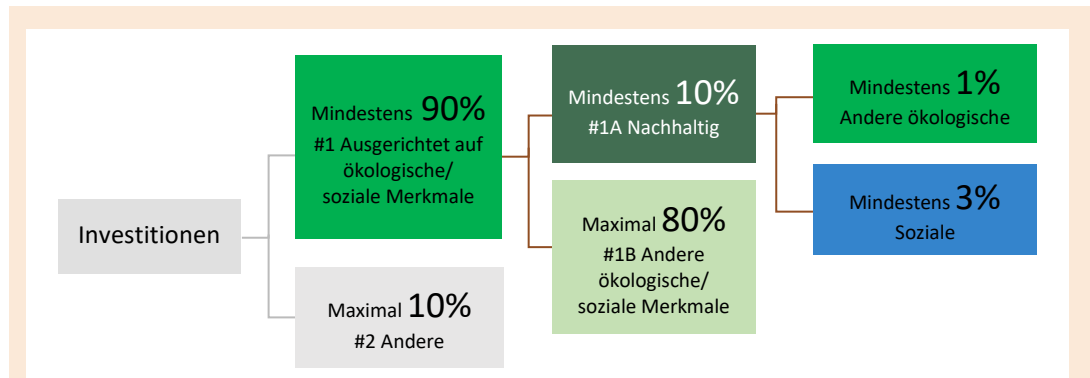 Investitionen
Mindestens 90%
#1 Ausgerichtet auf
ökologische/
soziale Merkmale
Maximal 10%
#2 Andere
Mindestens 10%
#1A Nachhaltig
Maximal 80%
#1B Andere
ökologische/
soziale Merkmale
Mindestens 1%
Andere ökologische
Mindestens 3%
Soziale